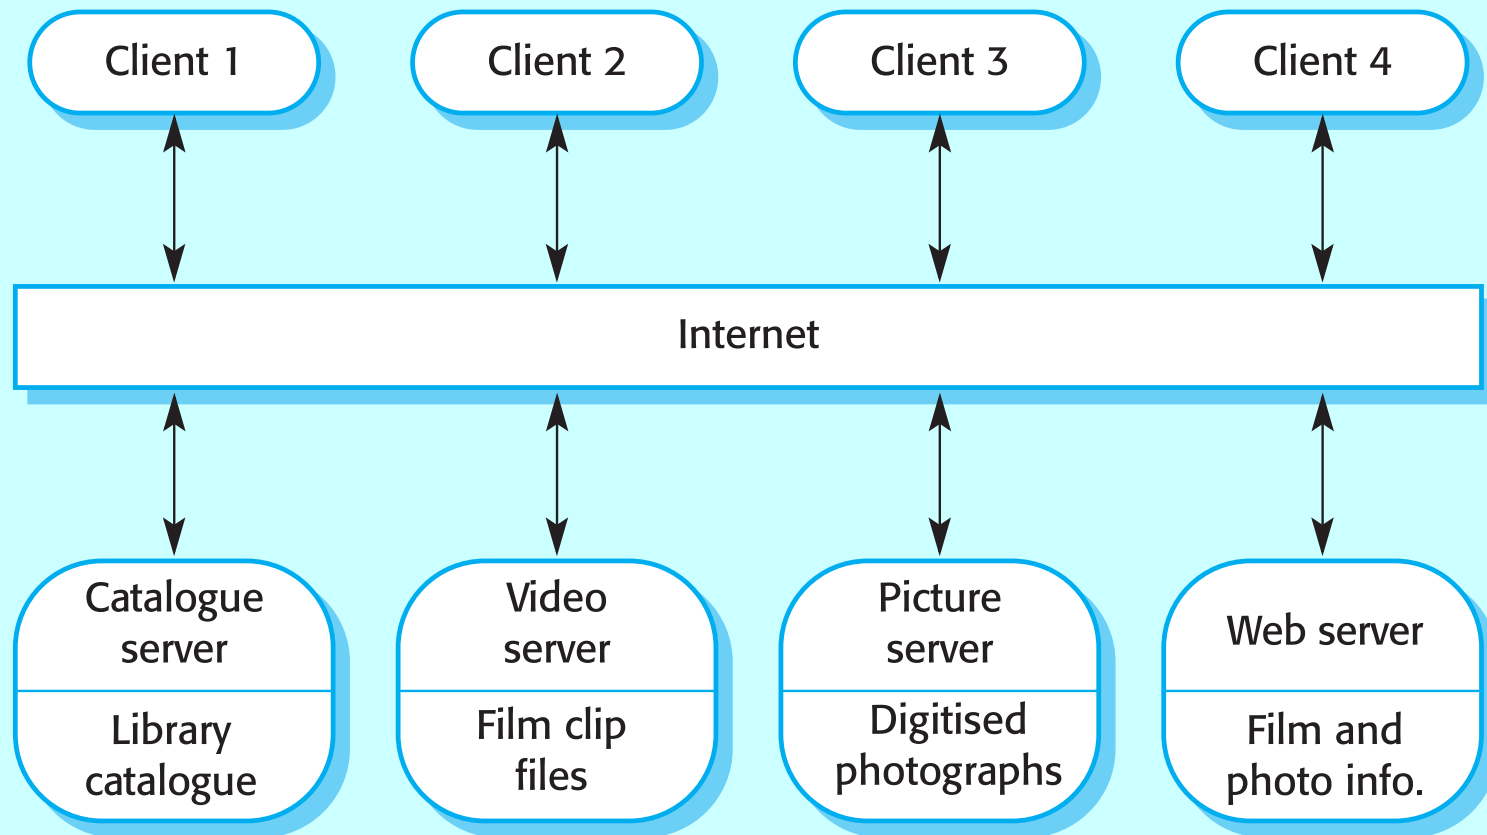 Client 1
Client 2
Client 3
Client 4
Internet
Catalogue
server
Library
catalogue
Video
server
Film clip
files
Picture
server
Digitised
photographs
Web server
Film and
photo info.